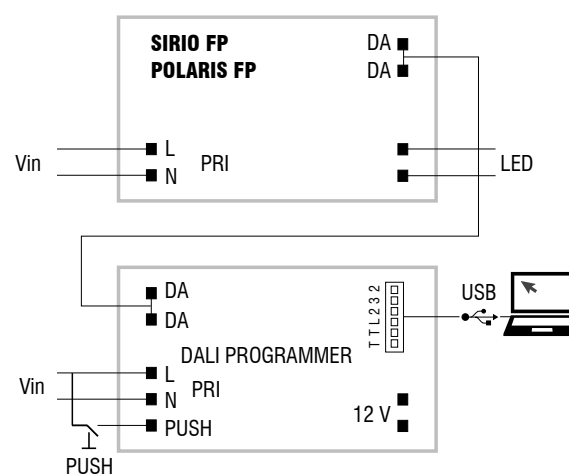 SIRIO FP
POLARIS FP
DA
DA
Vin
L
N
PRI
LED
DA
DA
TTL232
USB
DALI PROGRAMMER
Vin
L
N
PRI
PUSH
12 V
PUSH